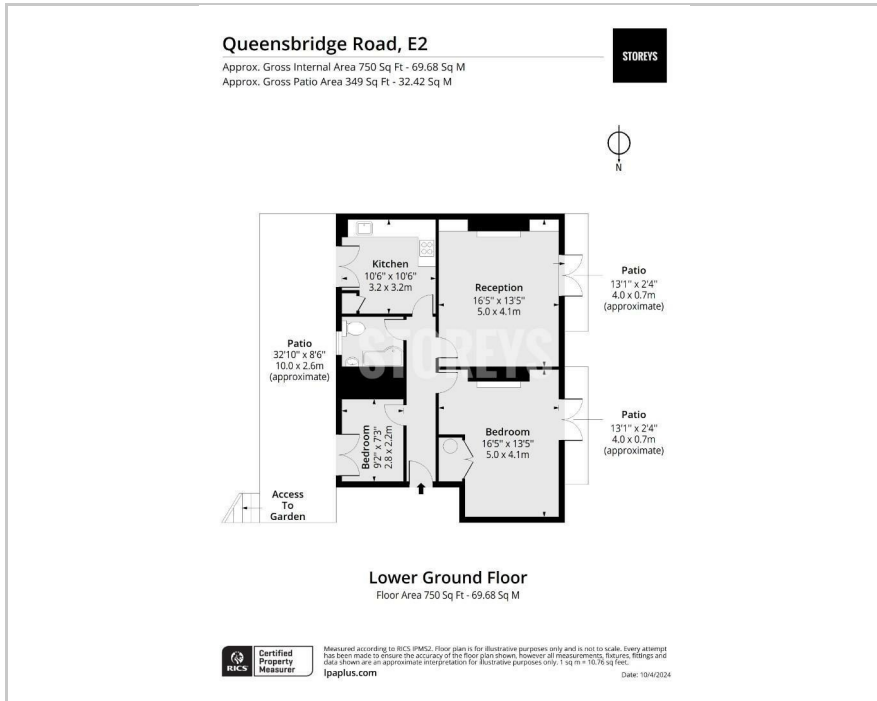 Queensbridge Road, E2
Approx. Gross Internal Area 750 Sq Ft - 69.68 Sq M
Approx. Gross Patio Area 349 Sq Ft - 32.42 Sq M
STOREYS
N
Kitchen
10'6" x 10'6"
3.2 x 3.2m
Reception
16'5" x 13'5"
5.0 x 4.1m
Patio
13'1" x 2'4"
4.0 x 0.7m
(approximate)
Patio
32'10" x 8'6"
10.0 x 2.6m
(approximate)
STOREYS
Bedroom
9'2" x 7'3"
2.8 x 2.2m
Bedroom
16'5" x 13'5"
5.0 x 4.1m
Patio
13'1" x 2'4"
4.0 x 0.7m
(approximate)
Access
To
Garden
Lower Ground Floor
Floor Area 750 Sq Ft - 69.68 Sq M
RICS
Certified
Property
Measurer
Measured according to RICS IPMS2. Floor plan is for illustrative purposes only and is not to scale. Every attempt
has been made to ensure the accuracy of the floor plan shown, however all measurements, fixtures, fittings and
data shown are an approximate interpretation for illustrative purposes only. 1 sq m = 10.76 sq feet.
lpaplus.com
Date: 10/4/2024